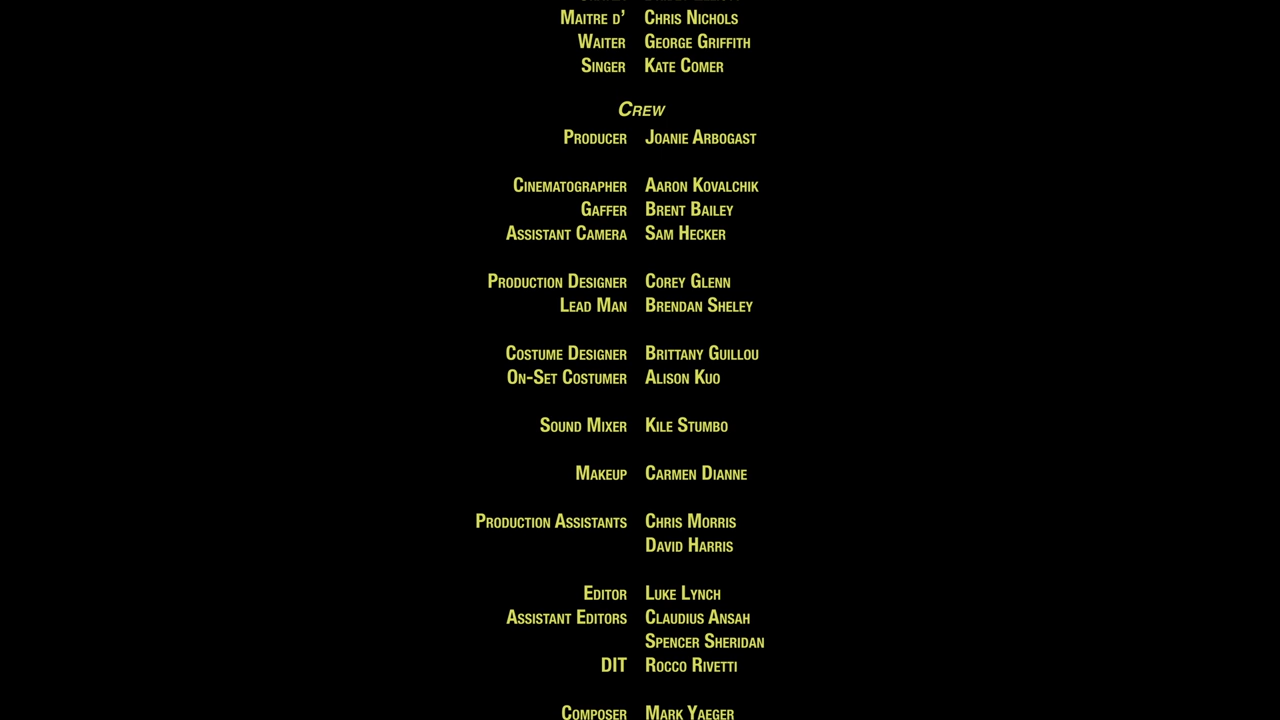 Maitre d' Chris Nichols
Waiter George Griffith
Singer Kate Comer
Crew
Producer Joanie Arbogast
Cinematographer Aaron Kovalchik
Gaffer Brent Bailey
Assistant Camera Sam Hecker
Production Designer Corey Glenn
Lead Man Brendan Sheley
Costume Designer Brittany Guillou
On-Set Costumer Alison Kuo
Sound Mixer Kile Stumbo
Makeup Carmen Dianne
Production Assistants Chris Morris
David Harris
Editor Luke Lynch
Assistant Editors Claudius Ansah
Spencer Sheridan
DIT Rocco Rivetti
Composer Mark Yaeger